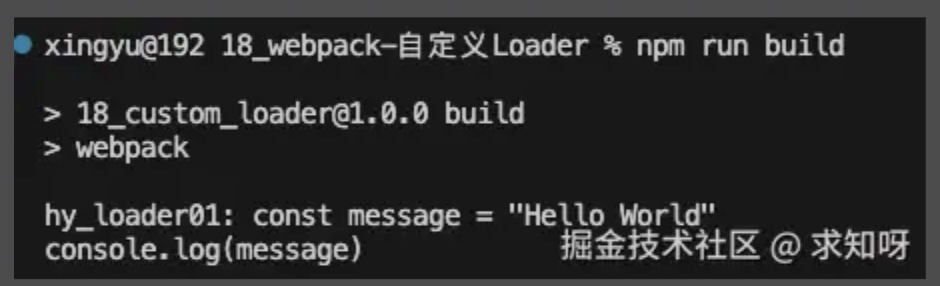 xingyu@192 18_webpack-自定义Loader % npm run build
> 18_custom_loader@1.0.0 build
> webpack
hy_loader01: const message = "Hello World"
console.log(message)
掘金技术社区 @ 求知呀